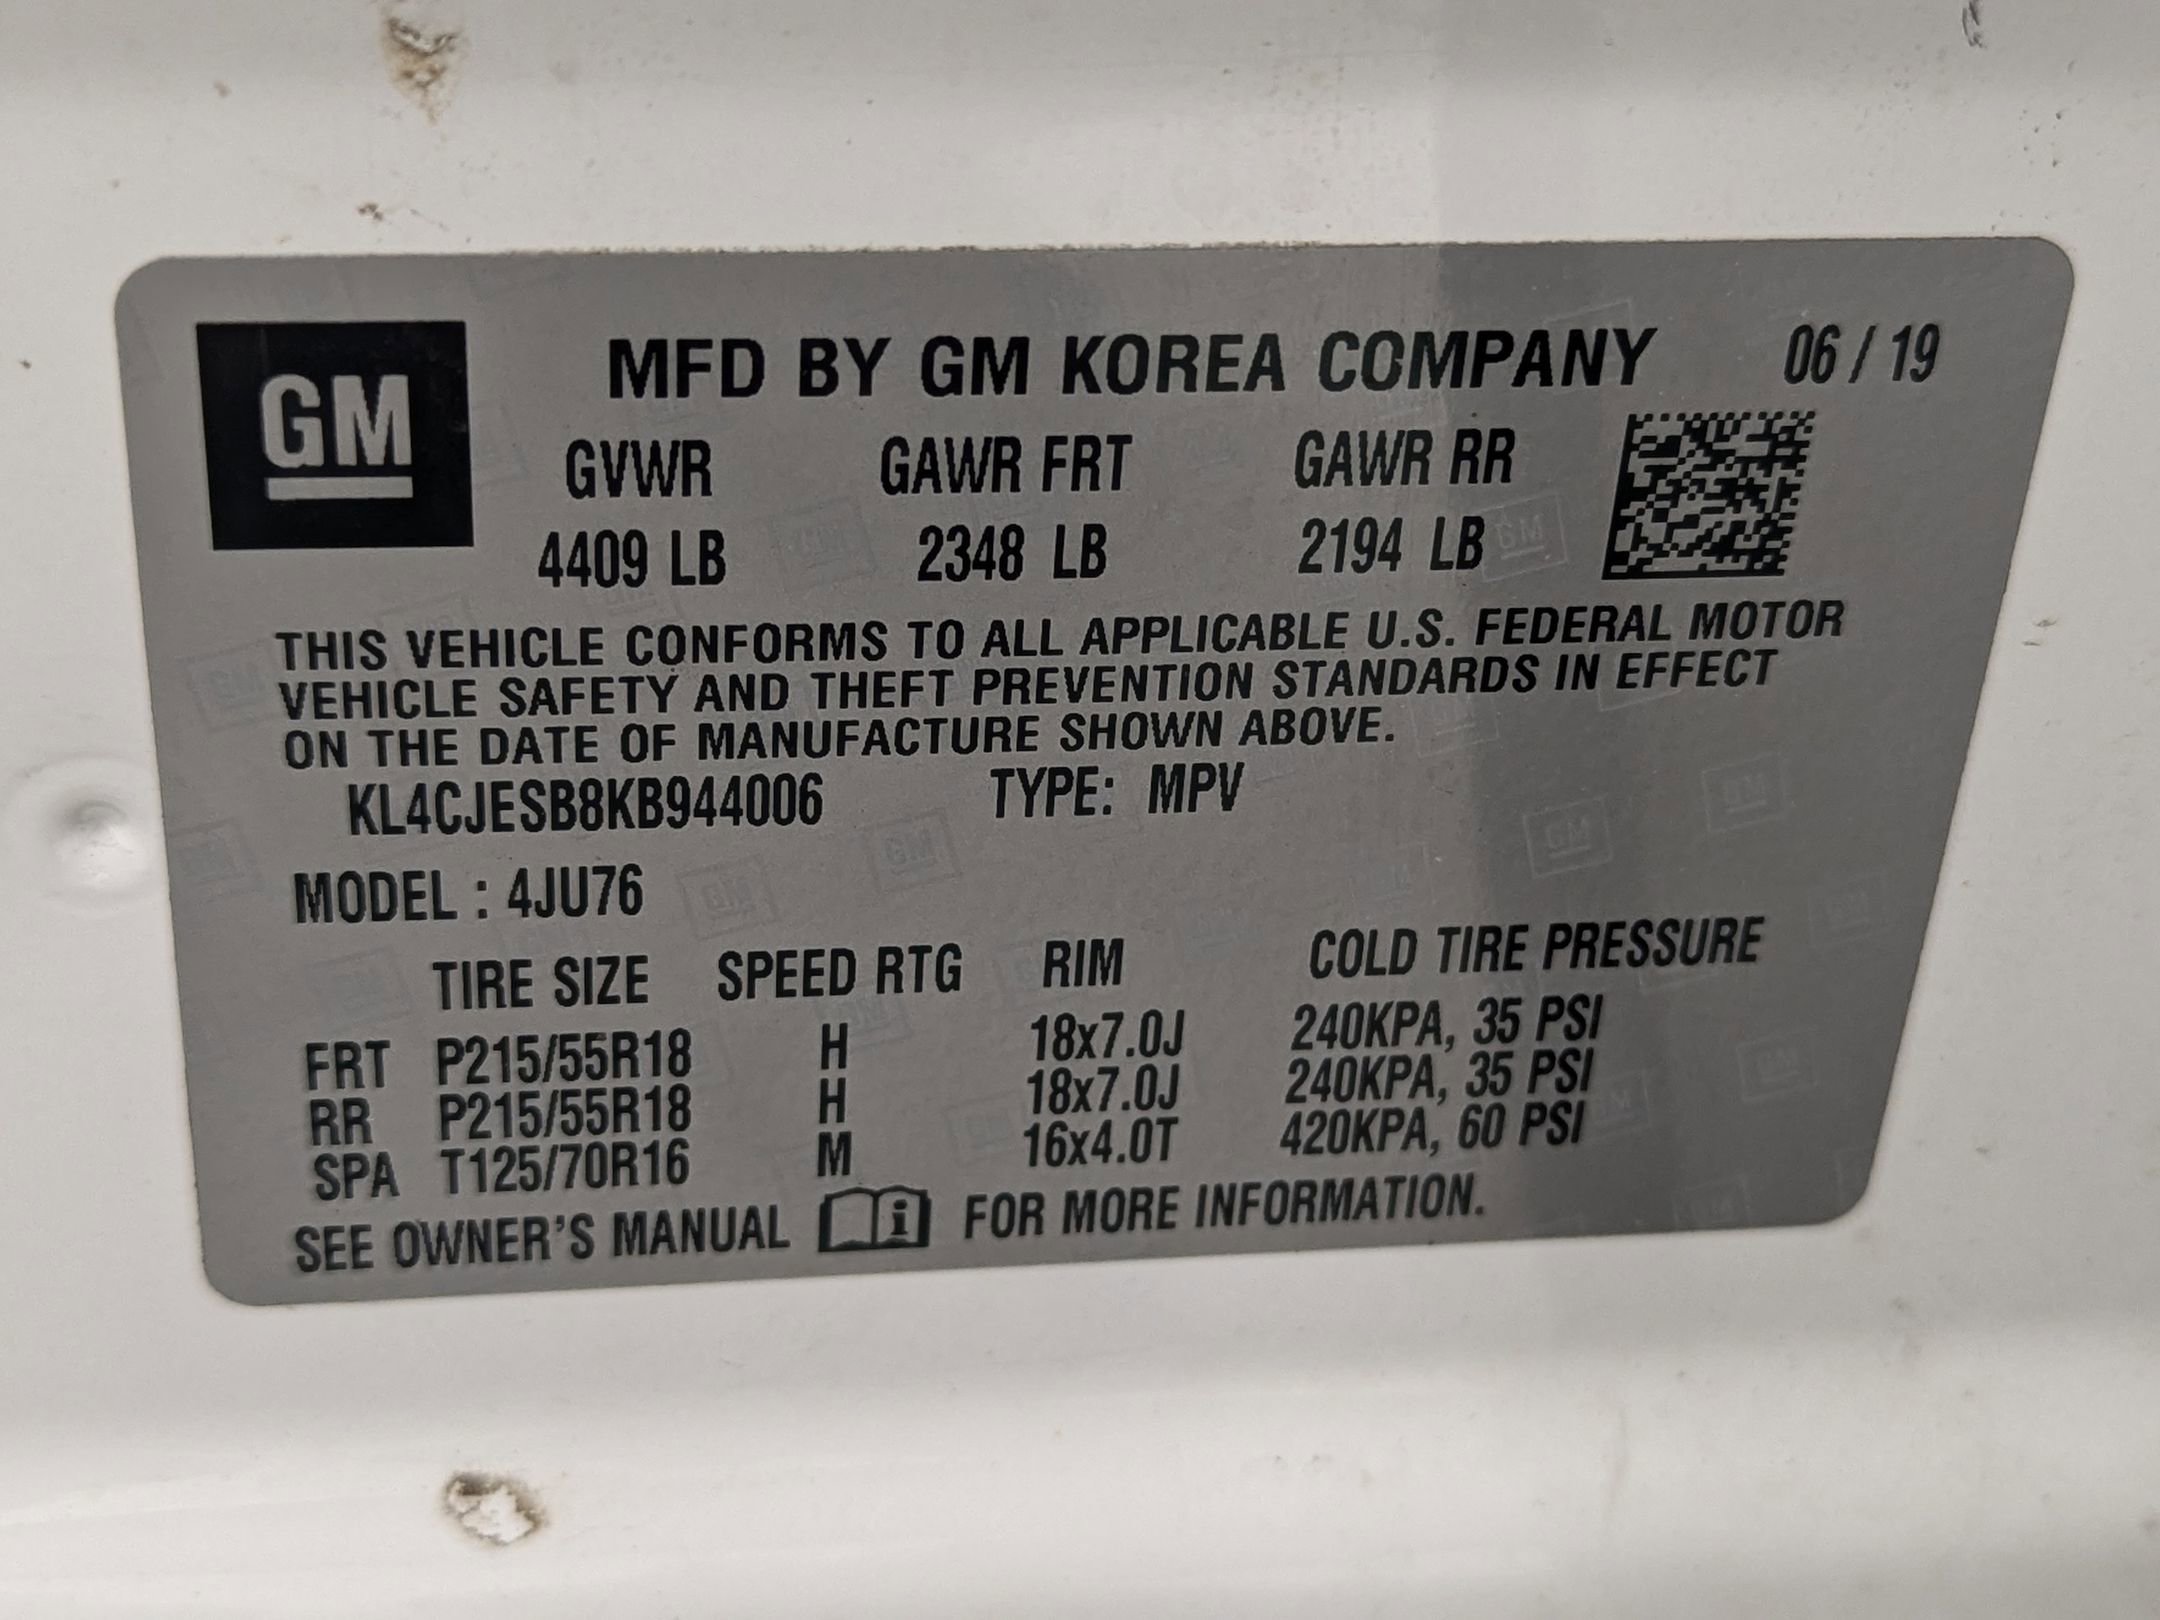 GM
MFD BY GM KOREA COMPANY 06 / 19
GVWR GAWR FRT GAWR RR
4409 LB 2348 LB 2194 LB
THIS VEHICLE CONFORMS TO ALL APPLICABLE U.S. FEDERAL MOTOR
VEHICLE SAFETY AND THEFT PREVENTION STANDARDS IN EFFECT
ON THE DATE OF MANUFACTURE SHOWN ABOVE.
KL4CJESB8KB944006 TYPE: MPV
MODEL : 4JU76
TIRE SIZE SPEED RTG RIM COLD TIRE PRESSURE
FRT P215/55R18 H 18x7.0J 240KPA, 35 PSI
RR P215/55R18 H 18x7.0J 240KPA, 35 PSI
SPA T125/70R16 M 16x4.0T 420KPA, 60 PSI
SEE OWNER'S MANUAL i FOR MORE INFORMATION.